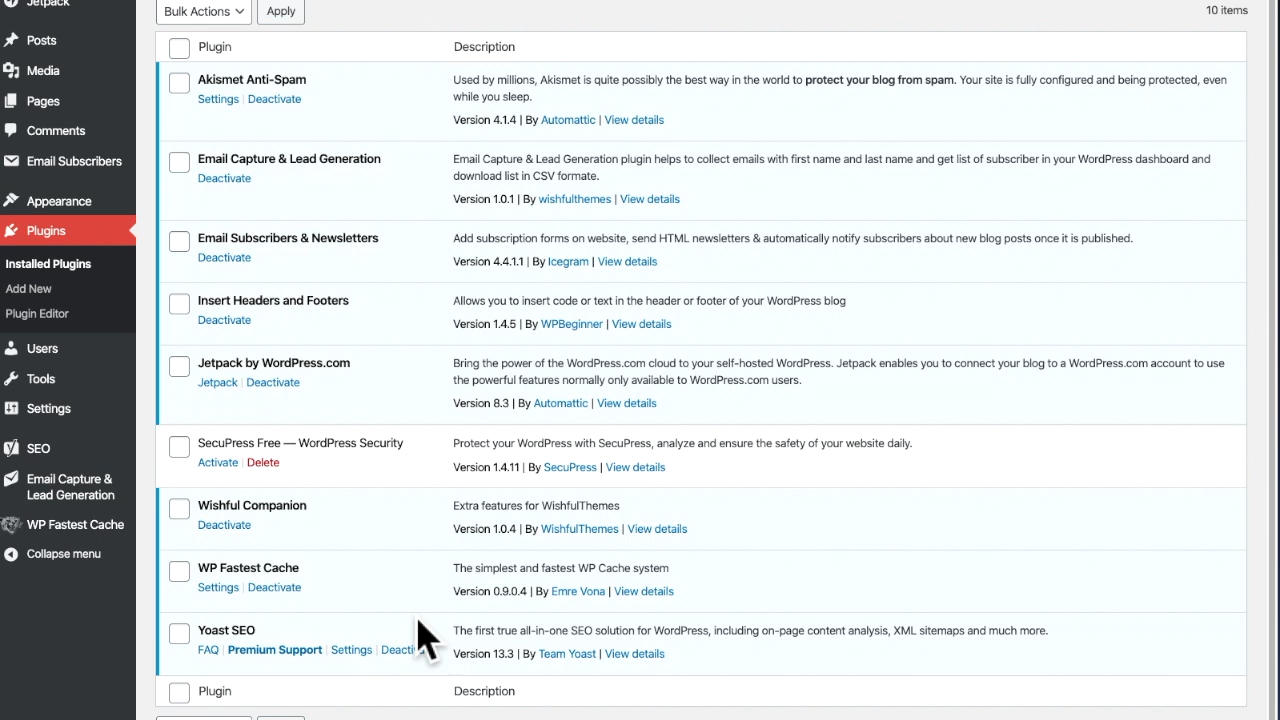 Jetpack
Posts
Media
Pages
Comments
Email Subscribers
Appearance
Plugins
Installed Plugins
Add New
Plugin Editor
Users
Tools
Settings
SEO
Email Capture &
Lead Generation
WP Fastest Cache
Collapse menu
Bulk Actions
Apply
10 items
Plugin
Description
Akismet Anti-Spam
Settings | Deactivate
Used by millions, Akismet is quite possibly the best way in the world to protect your blog from spam. Your site is fully configured and being protected, even
while you sleep.
Version 4.1.4 | By Automattic | View details
Email Capture & Lead Generation
Deactivate
Email Capture & Lead Generation plugin helps to collect emails with first name and last name and get list of subscriber in your WordPress dashboard and
download list in CSV formate.
Version 1.0.1 | By wishfulthemes | View details
Email Subscribers & Newsletters
Deactivate
Add subscription forms on website, send HTML newsletters & automatically notify subscribers about new blog posts once it is published.
Version 4.4.1.1 | By Icegram | View details
Insert Headers and Footers
Deactivate
Allows you to insert code or text in the header or footer of your WordPress blog
Version 1.4.5 | By WPBeginner | View details
Jetpack by WordPress.com
Jetpack | Deactivate
Bring the power of the WordPress.com cloud to your self-hosted WordPress. Jetpack enables you to connect your blog to a WordPress.com account to use
the powerful features normally only available to WordPress.com users.
Version 8.3 | By Automattic | View details
SecuPress Free — WordPress Security
Activate | Delete
Protect your WordPress with SecuPress, analyze and ensure the safety of your website daily.
Version 1.4.11 | By SecuPress | View details
Wishful Companion
Deactivate
Extra features for WishfulThemes
Version 1.0.4 | By WishfulThemes | View details
WP Fastest Cache
Settings | Deactivate
The simplest and fastest WP Cache system
Version 0.9.0.4 | By Emre Vona | View details
Yoast SEO
FAQ | Premium Support | Settings | Deacti
The first true all-in-one SEO solution for WordPress, including on-page content analysis, XML sitemaps and much more.
Version 13.3 | By Team Yoast | View details
Plugin
Description